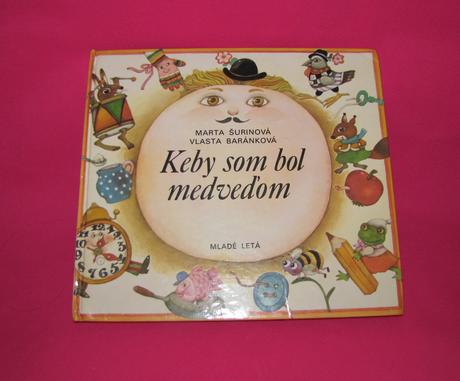 MARTA ŠURINOVÁ
VLASTA BARÁNKOVÁ
Keby som bol
medveďom
MLADÉ LETÁ